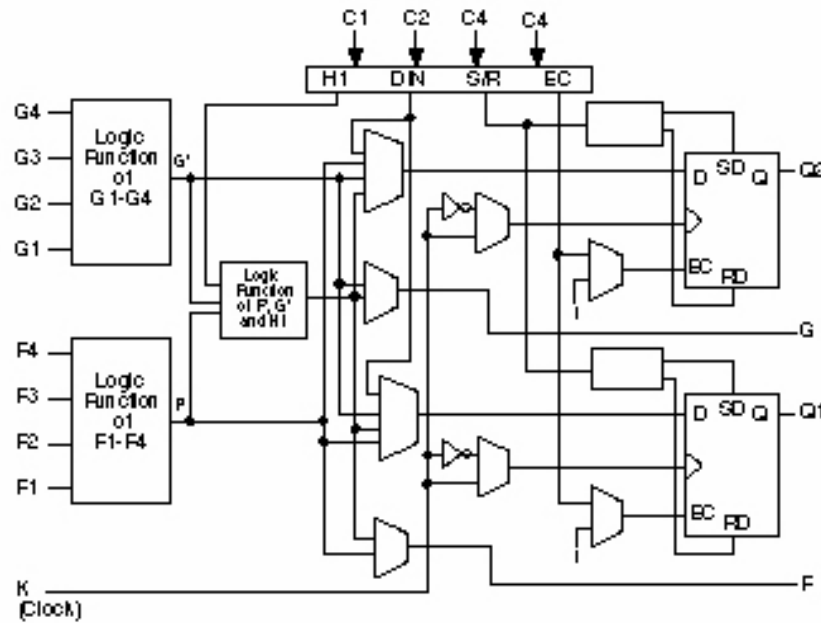 C1 C2 C4 C4
H1 DIN S/R EC
G4
G3
G2
G1
Logic
Function
of
G1-G4
G'
SD
D Q
Q2
EC
RD
1
Logic
Function
of P, G'
and H1
G
F4
F3
F2
F1
Logic
Function
of
F1-F4
P
SD
D Q
Q1
EC
RD
1
F
K
(Clock)